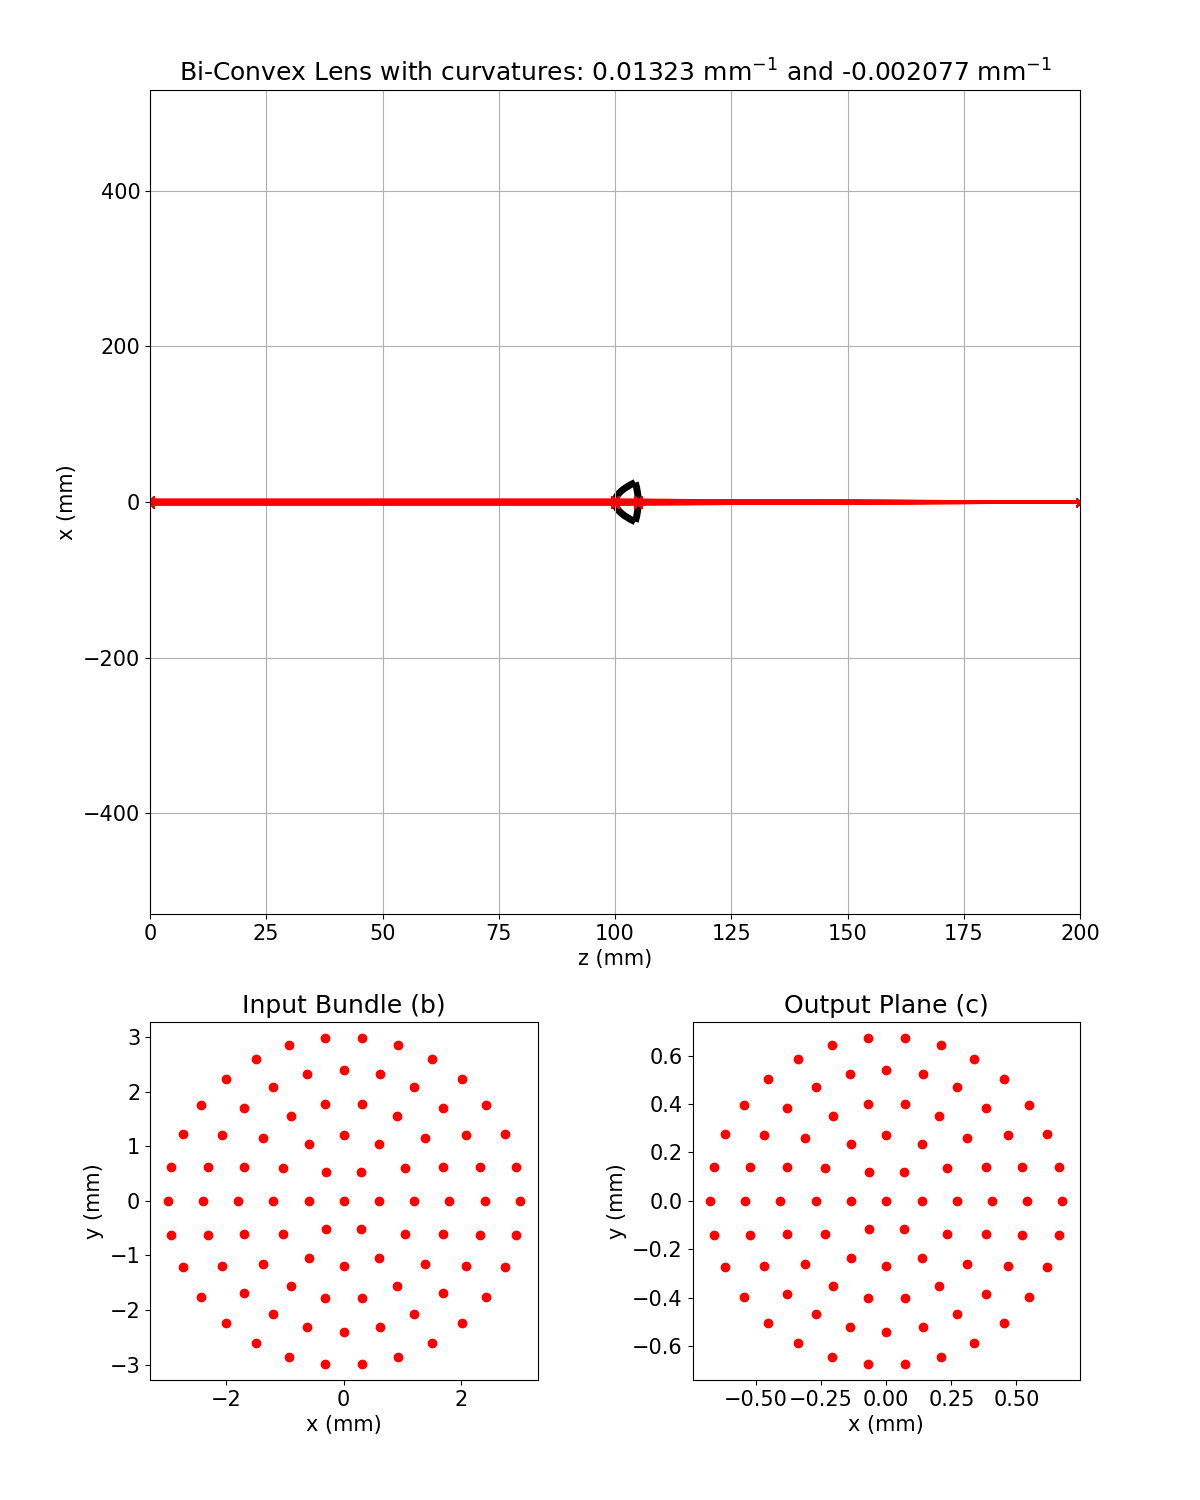 Bi-Convex Lens with curvatures: 0.01323 mm⁻¹ and -0.002077 mm⁻¹
400
200
0
−200
−400
x (mm)
0 25 50 75 100 125 150 175 200
z (mm)
Input Bundle (b)
3
2
1
0
−1
−2
−3
y (mm)
−2 0 2
x (mm)
Output Plane (c)
0.6
0.4
0.2
0.0
−0.2
−0.4
−0.6
y (mm)
−0.50 −0.25 0.00 0.25 0.50
x (mm)